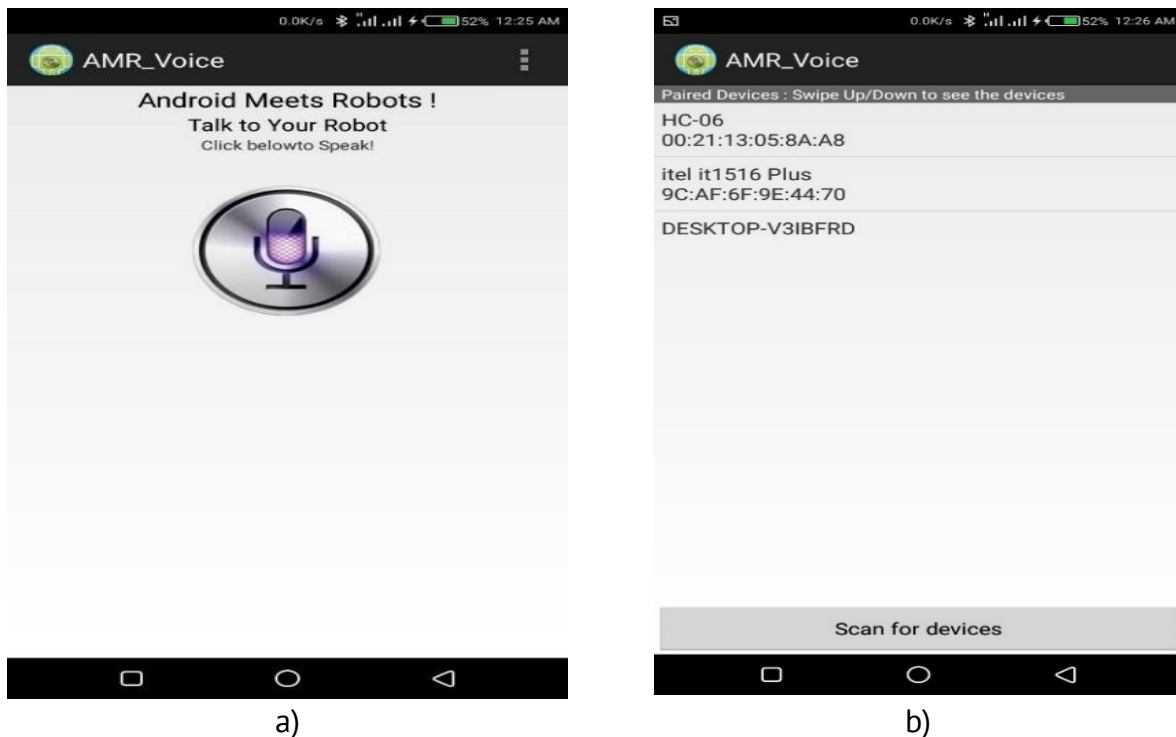 0.0K/s H 52% 12:25 AM
AMR_Voice
Android Meets Robots !
Talk to Your Robot
Click belowto Speak!
a)
0.0K/s H 52% 12:26 AM
AMR_Voice
Paired Devices : Swipe Up/Down to see the devices
HC-06
00:21:13:05:8A:A8
itel it1516 Plus
9C:AF:6F:9E:44:70
DESKTOP-V3IBFRD
Scan for devices
b)